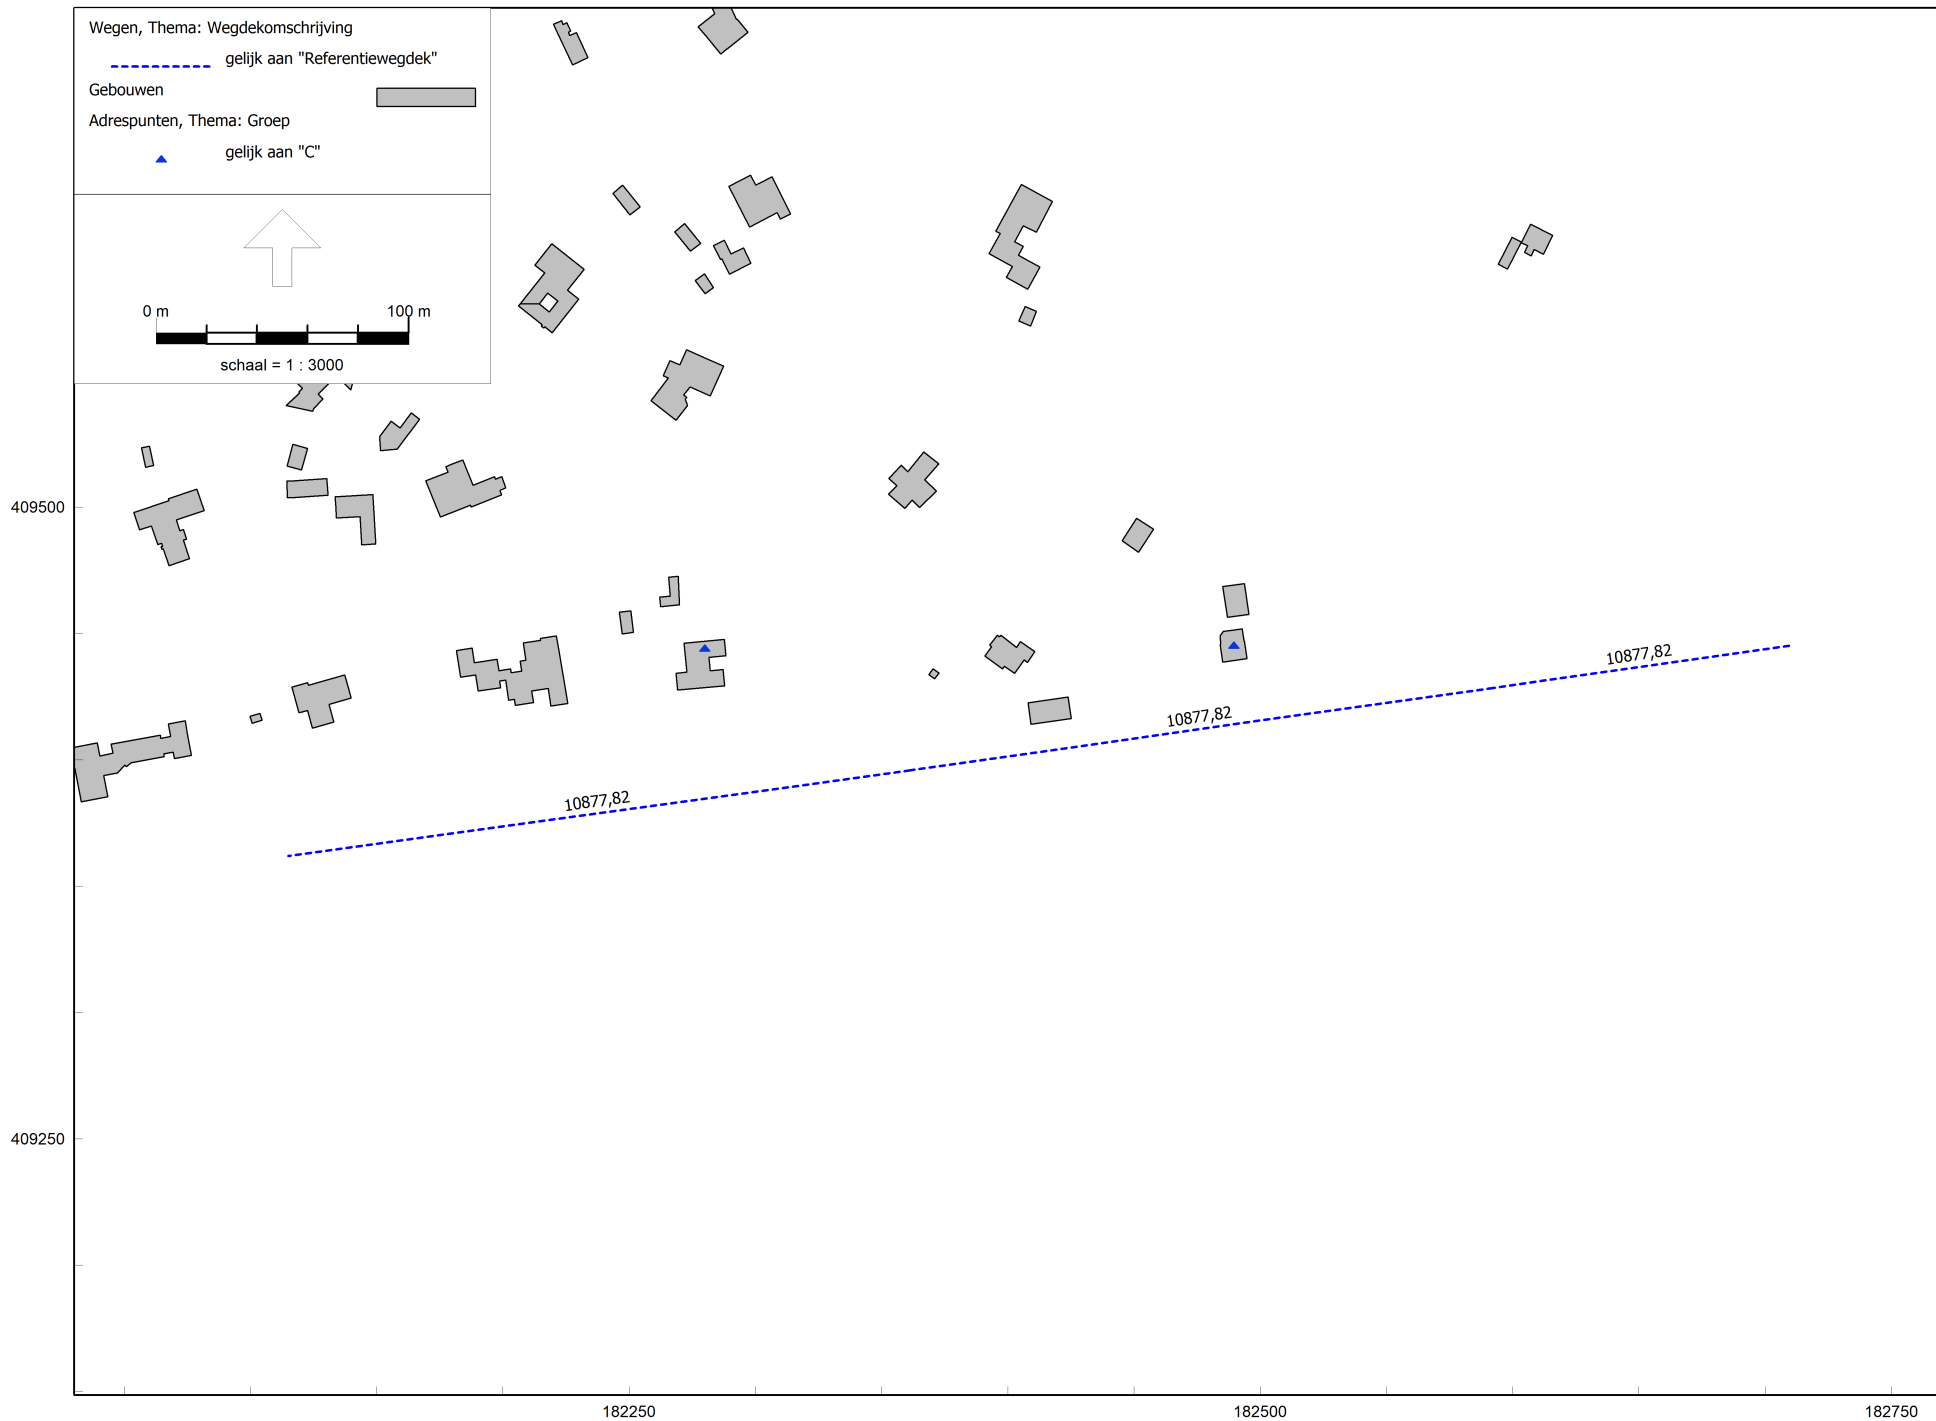 Wegen, Thema: Wegdekomschrijving
gelijk aan "Referentiewegdek"
Gebouwen
Adrespunten, Thema: Groep
gelijk aan "C"
0 m 100 m
schaal = 1 : 3000
409500
10877,82
10877,82
10877,82
409250
182250 182500 182750